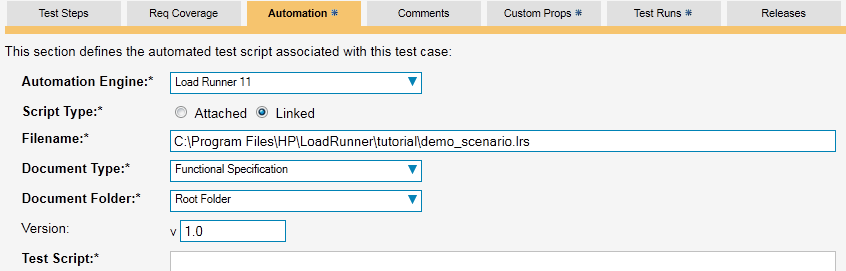 Test Steps Req Coverage Automation * Comments Custom Props * Test Runs * Releases
This section defines the automated test script associated with this test case:
Automation Engine:* Load Runner 11
Script Type:* Attached Linked
Filename:* C:\Program Files\HP\LoadRunner\tutorial\demo_scenario.lrs
Document Type:* Functional Specification
Document Folder:* Root Folder
Version: v 1.0
Test Script:*